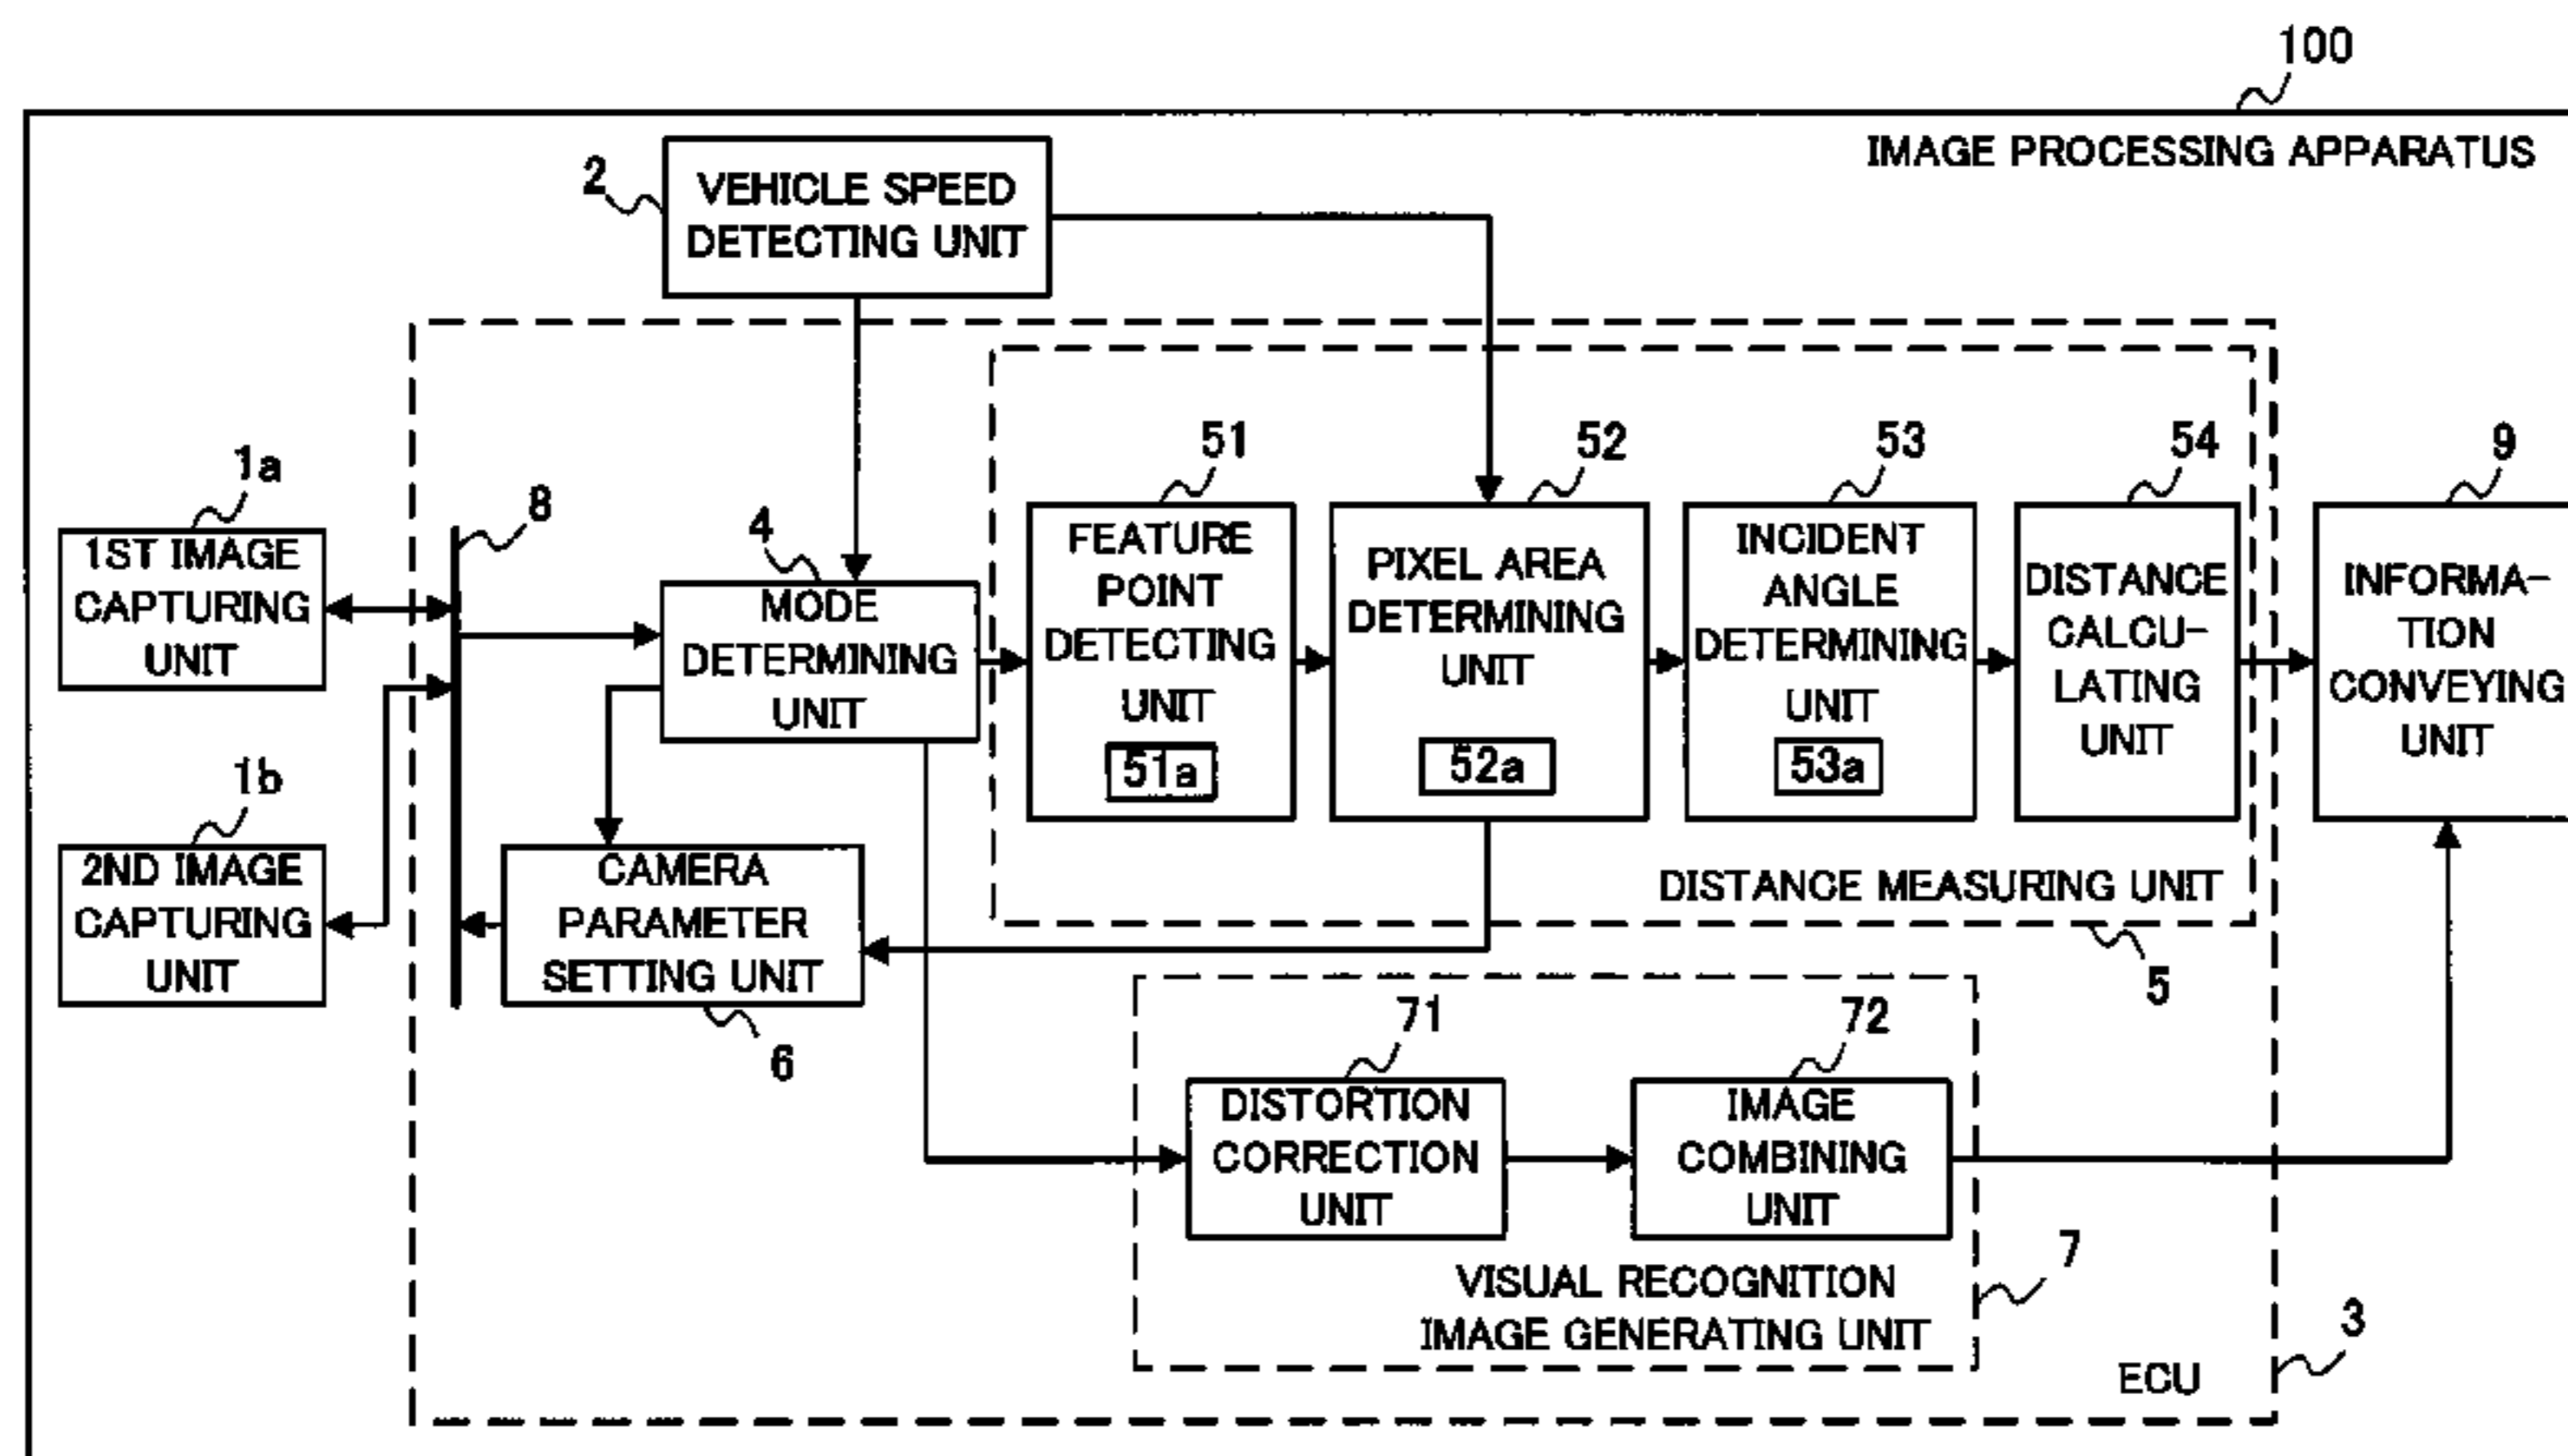 100
IMAGE PROCESSING APPARATUS
2
VEHICLE SPEED
DETECTING UNIT
1a
1ST IMAGE
CAPTURING
UNIT
1b
2ND IMAGE
CAPTURING
UNIT
8
4
MODE
DETERMINING
UNIT
CAMERA
PARAMETER
SETTING UNIT
6
51
FEATURE
POINT
DETECTING
UNIT
51a
52
PIXEL AREA
DETERMINING
UNIT
52a
53
INCIDENT
ANGLE
DETERMINING
UNIT
53a
54
DISTANCE
CALCU-
LATING
UNIT
9
INFORMA-
TION
CONVEYING
UNIT
DISTANCE MEASURING UNIT
5
71
DISTORTION
CORRECTION
UNIT
72
IMAGE
COMBINING
UNIT
VISUAL RECOGNITION
IMAGE GENERATING UNIT
7
3
ECU